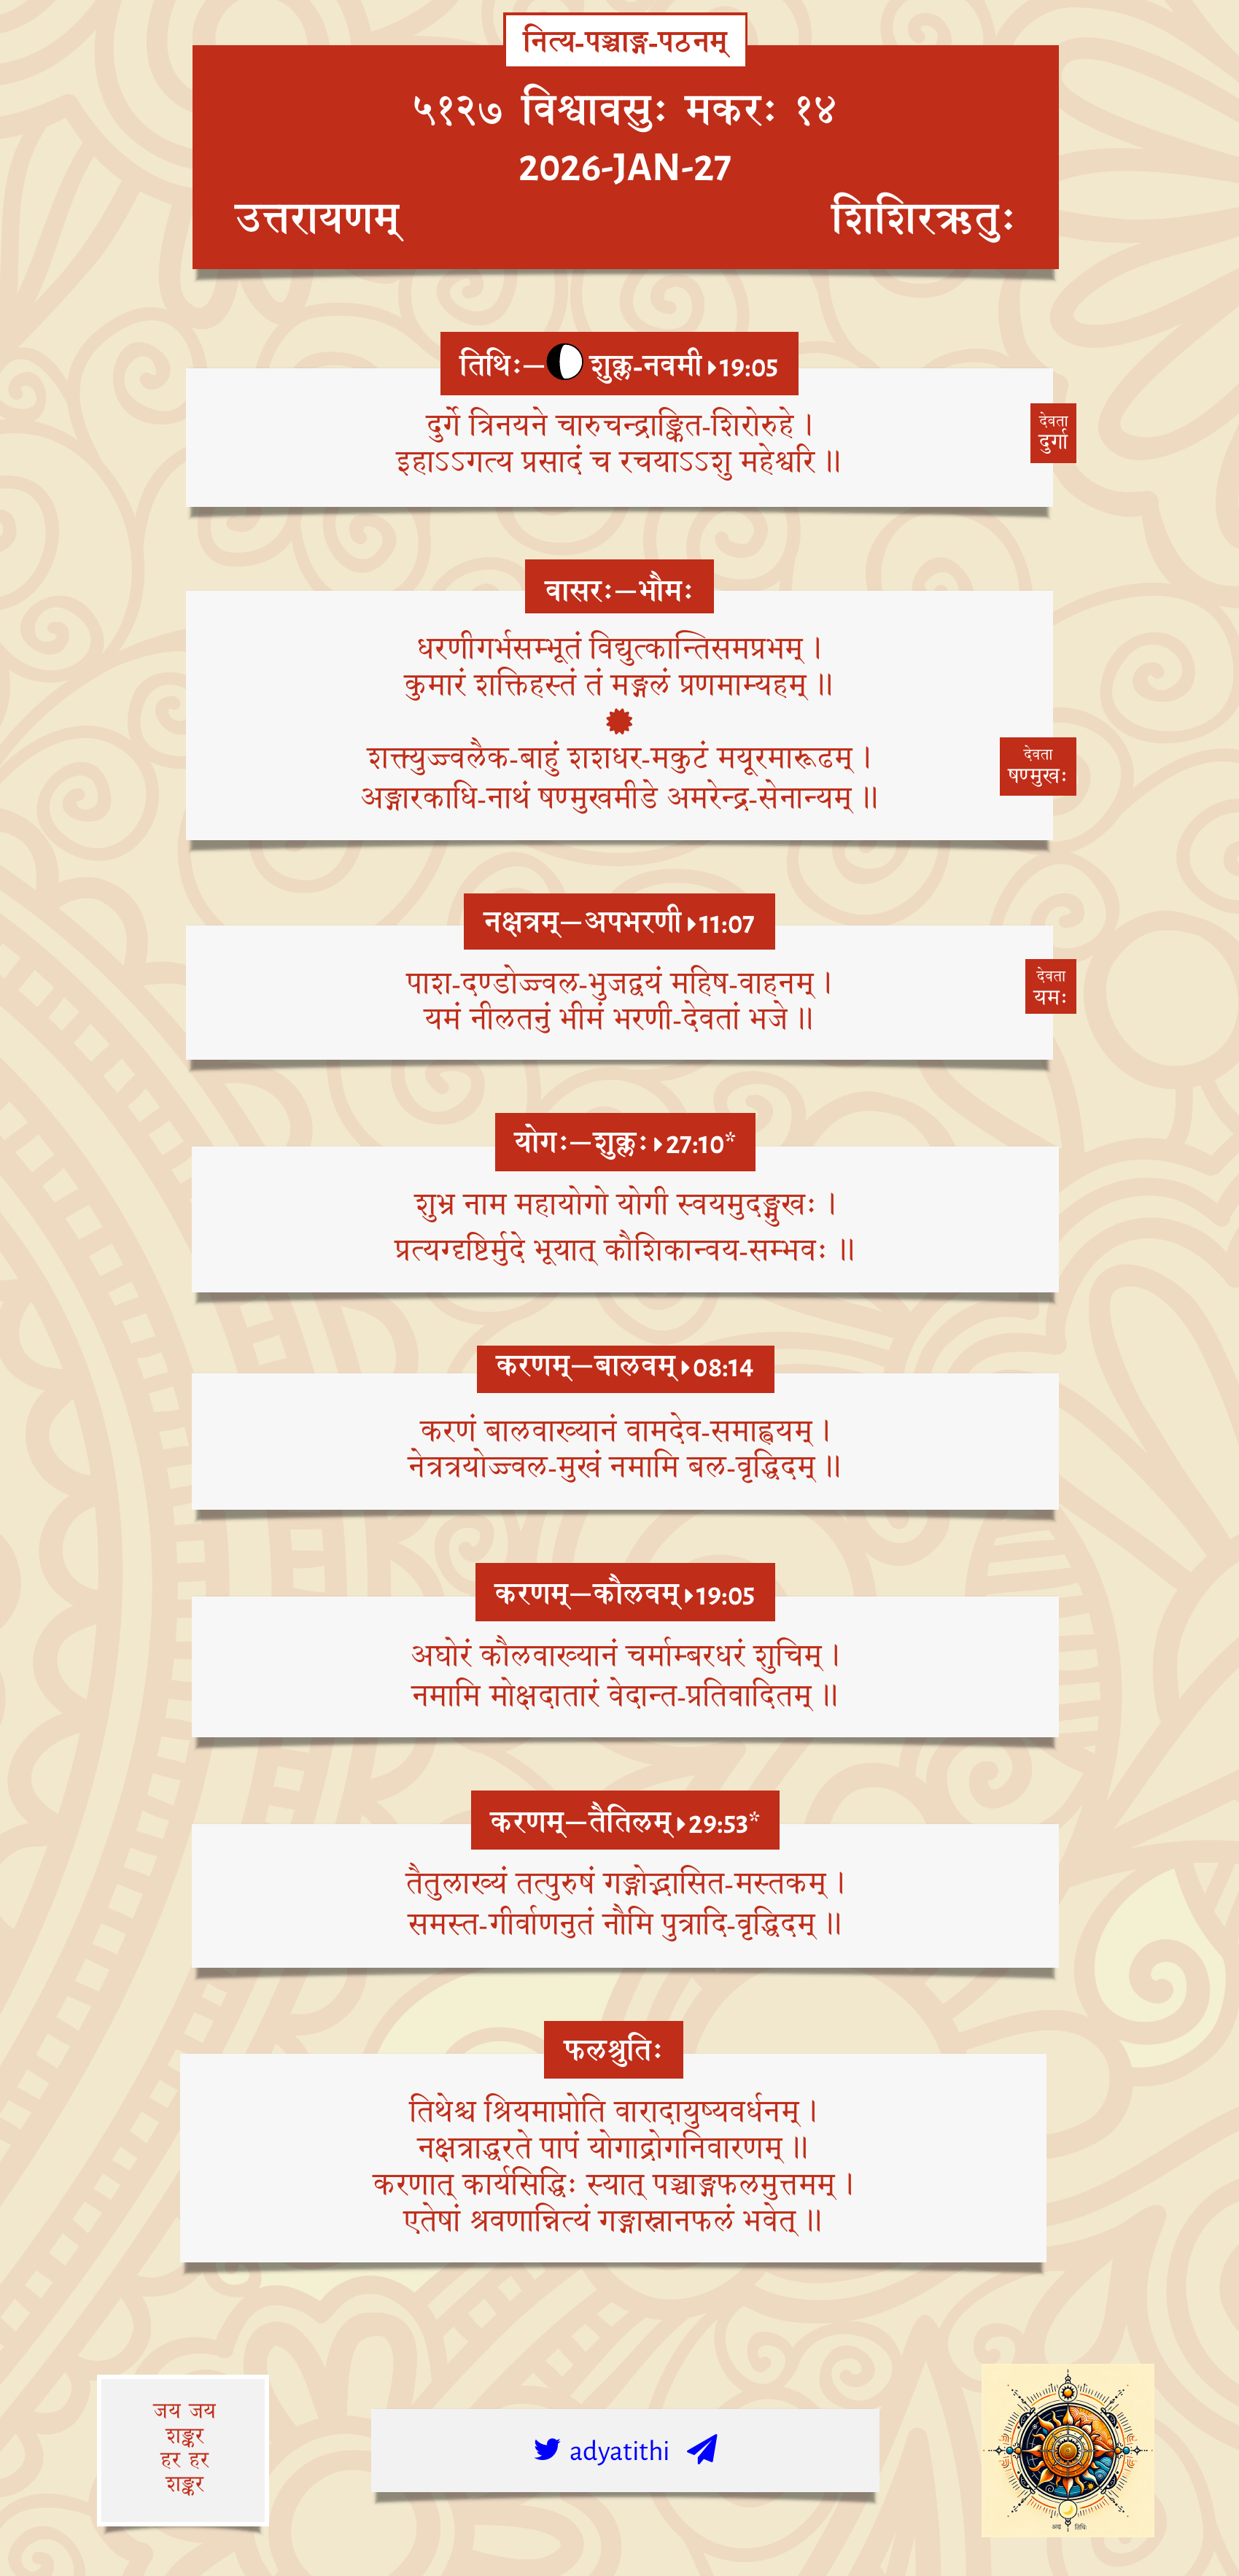 नित्य-पञ्चाङ्ग-पठनम्
५१२७ विश्वावसुः मकरः १४
2026-JAN-27
उत्तरायणम्
शिशिरऋतुः
तिथिः—शुक्ल-नवमी 19:05
दुर्गे त्रिनयने चारुचन्द्राङ्कित-शिरोरुहे ।
इहाऽऽगत्य प्रसादं च रचयाऽऽशु महेश्वरि ॥
देवता
दुर्गा
वासरः—भौमः
धरणीगर्भसम्भूतं विद्युत्कान्तिसमप्रभम् ।
कुमारं शक्तिहस्तं तं मङ्गलं प्रणमाम्यहम् ॥
शक्त्युज्ज्वलैक-बाहुं शशधर-मकुटं मयूरमारूढम् ।
अङ्गारकाधि-नाथं षण्मुखमीडे अमरेन्द्र-सेनान्यम् ॥
देवता
षण्मुखः
नक्षत्रम्—अपभरणी 11:07
पाश-दण्डोज्ज्वल-भुजद्वयं महिष-वाहनम् ।
यमं नीलतनुं भीमं भरणी-देवतां भजे ॥
देवता
यमः
योगः—शुक्लः 27:10*
शुभ्र नाम महायोगो योगी स्वयमुदङ्मुखः ।
प्रत्यग्दृष्टिर्मुदे भूयात् कौशिकान्वय-सम्भवः ॥
करणम्—बालवम् 08:14
करणं बालवाख्यानं वामदेव-समाह्वयम् ।
नेत्रत्रयोज्ज्वल-मुखं नमामि बल-वृद्धिदम् ॥
करणम्—कौलवम् 19:05
अघोरं कौलवाख्यानं चर्माम्बरधरं शुचिम् ।
नमामि मोक्षदातारं वेदान्त-प्रतिवादितम् ॥
करणम्—तैतिलम् 29:53*
तैतुलाख्यं तत्पुरुषं गङ्गोद्भासित-मस्तकम् ।
समस्त-गीर्वाणनुतं नौमि पुत्रादि-वृद्धिदम् ॥
फलश्रुतिः
तिथेश्च श्रियमाप्नोति वारादायुष्यवर्धनम् ।
नक्षत्राद्धरते पापं योगाद्रोगनिवारणम् ॥
करणात् कार्यसिद्धिः स्यात् पञ्चाङ्गफलमुत्तमम् ।
एतेषां श्रवणान्नित्यं गङ्गास्नानफलं भवेत् ॥
जय जय
शङ्कर
हर हर
शङ्कर
adyatithi
अद्य तिथिः